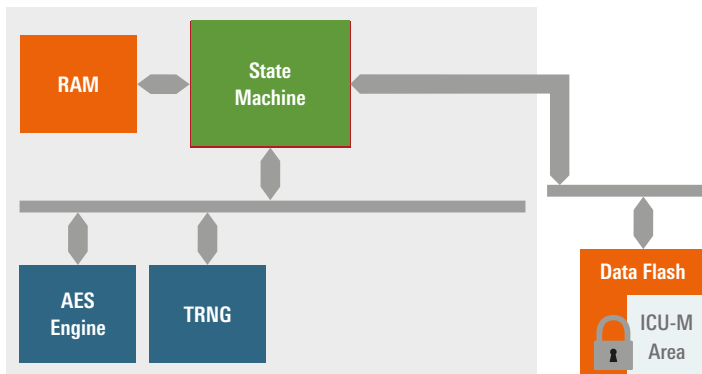 RAM
State
Machine
AES
Engine
TRNG
Data Flash
ICU-M
Area